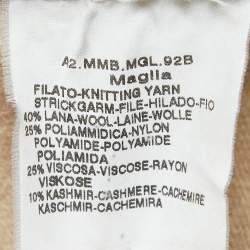 A2.MMB.MGL.92B
Maglia
FILATO-KNITTING YARN
STRICKGARM-FILE-HILADO-FIO
40% LANA-WOOL-LAINE-WOLLE
25% POLIAMMIDICA-NYLON
POLYAMIDE-POLYAMIDE
POLIAMIDA
25% VISCOSA-VISCOSE-RAYON
VISKOSE
10% KASHMIR-CASHMERE-CACHEMIRE
KASCHMIR-CACHEMIRA